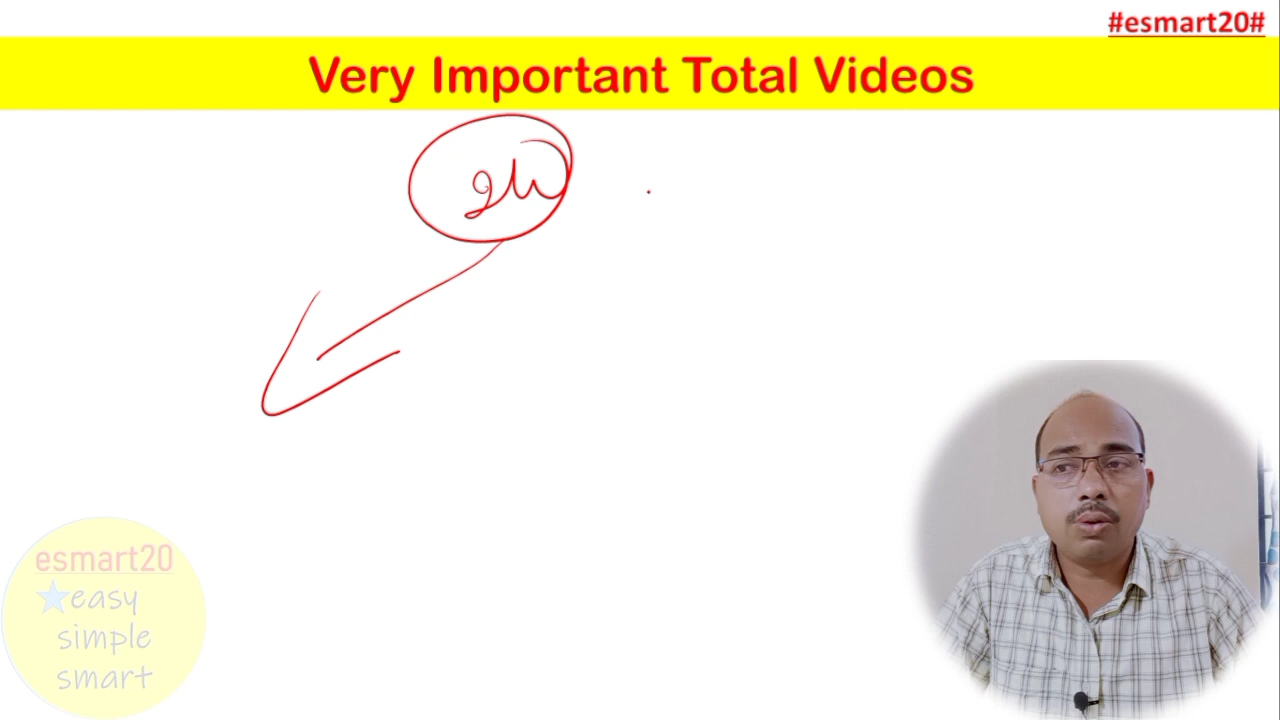 #esmart20#
Very Important Total Videos
esmart20
easy
simple
smart